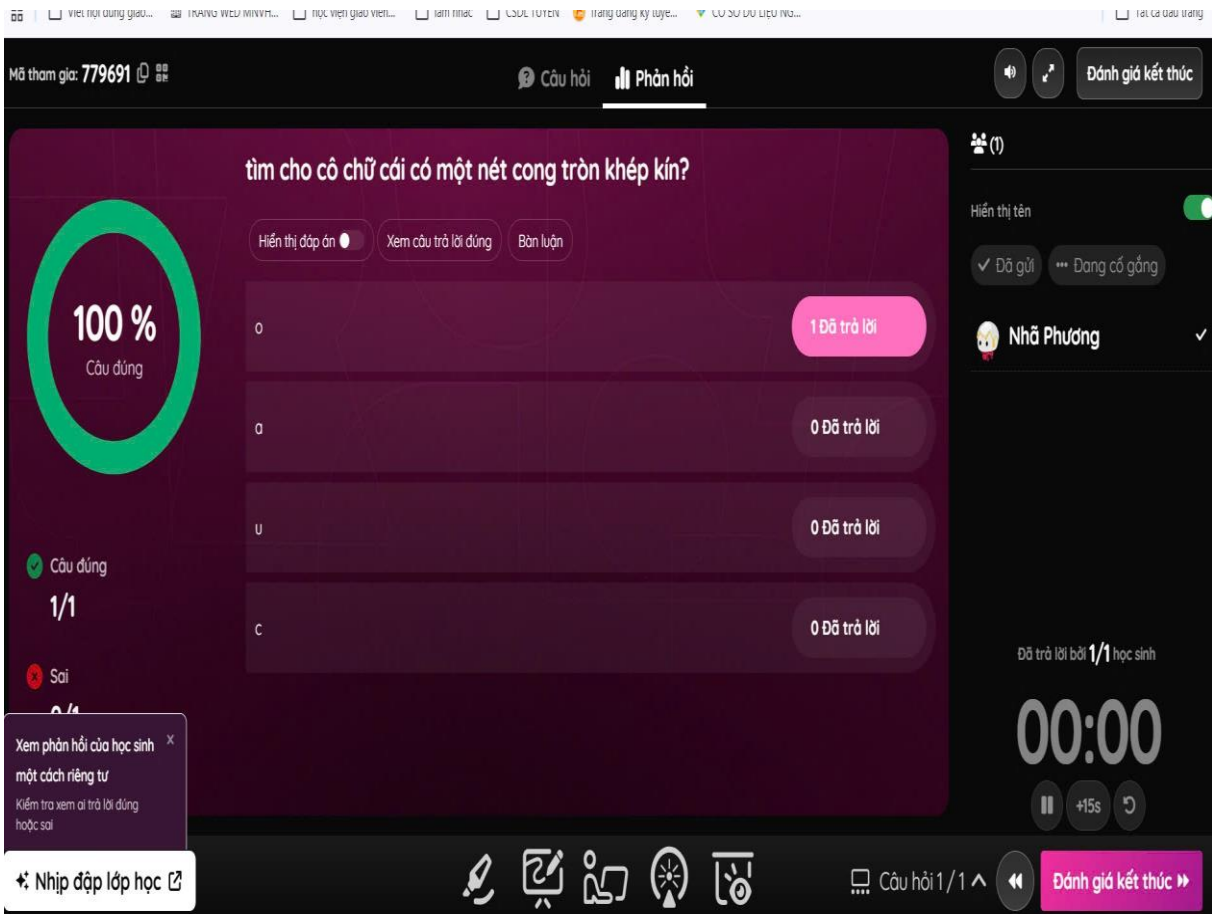 Mã tham gia: 779691
Câu hỏi
Phản hồi
Đánh giá kết thúc
tìm cho cô chữ cái có một nét cong tròn khép kín?
Hiển thị đáp án
Xem câu trả lời đúng
Bàn luận
100 %
Câu đúng
o
1 Đã trả lời
a
0 Đã trả lời
u
0 Đã trả lời
c
0 Đã trả lời
Câu đúng
1/1
Sai
(1)
Hiển thị tên
Đã gửi
Đang cố gắng
Nhã Phương
Đã trả lời bởi 1/1 học sinh
00:00
+15s
Xem phản hồi của học sinh
x
một cách riêng tư
Kiểm tra xem ai trả lời đúng
hoặc sai
Nhịp đập lớp học
Câu hỏi 1 / 1
Đánh giá kết thúc